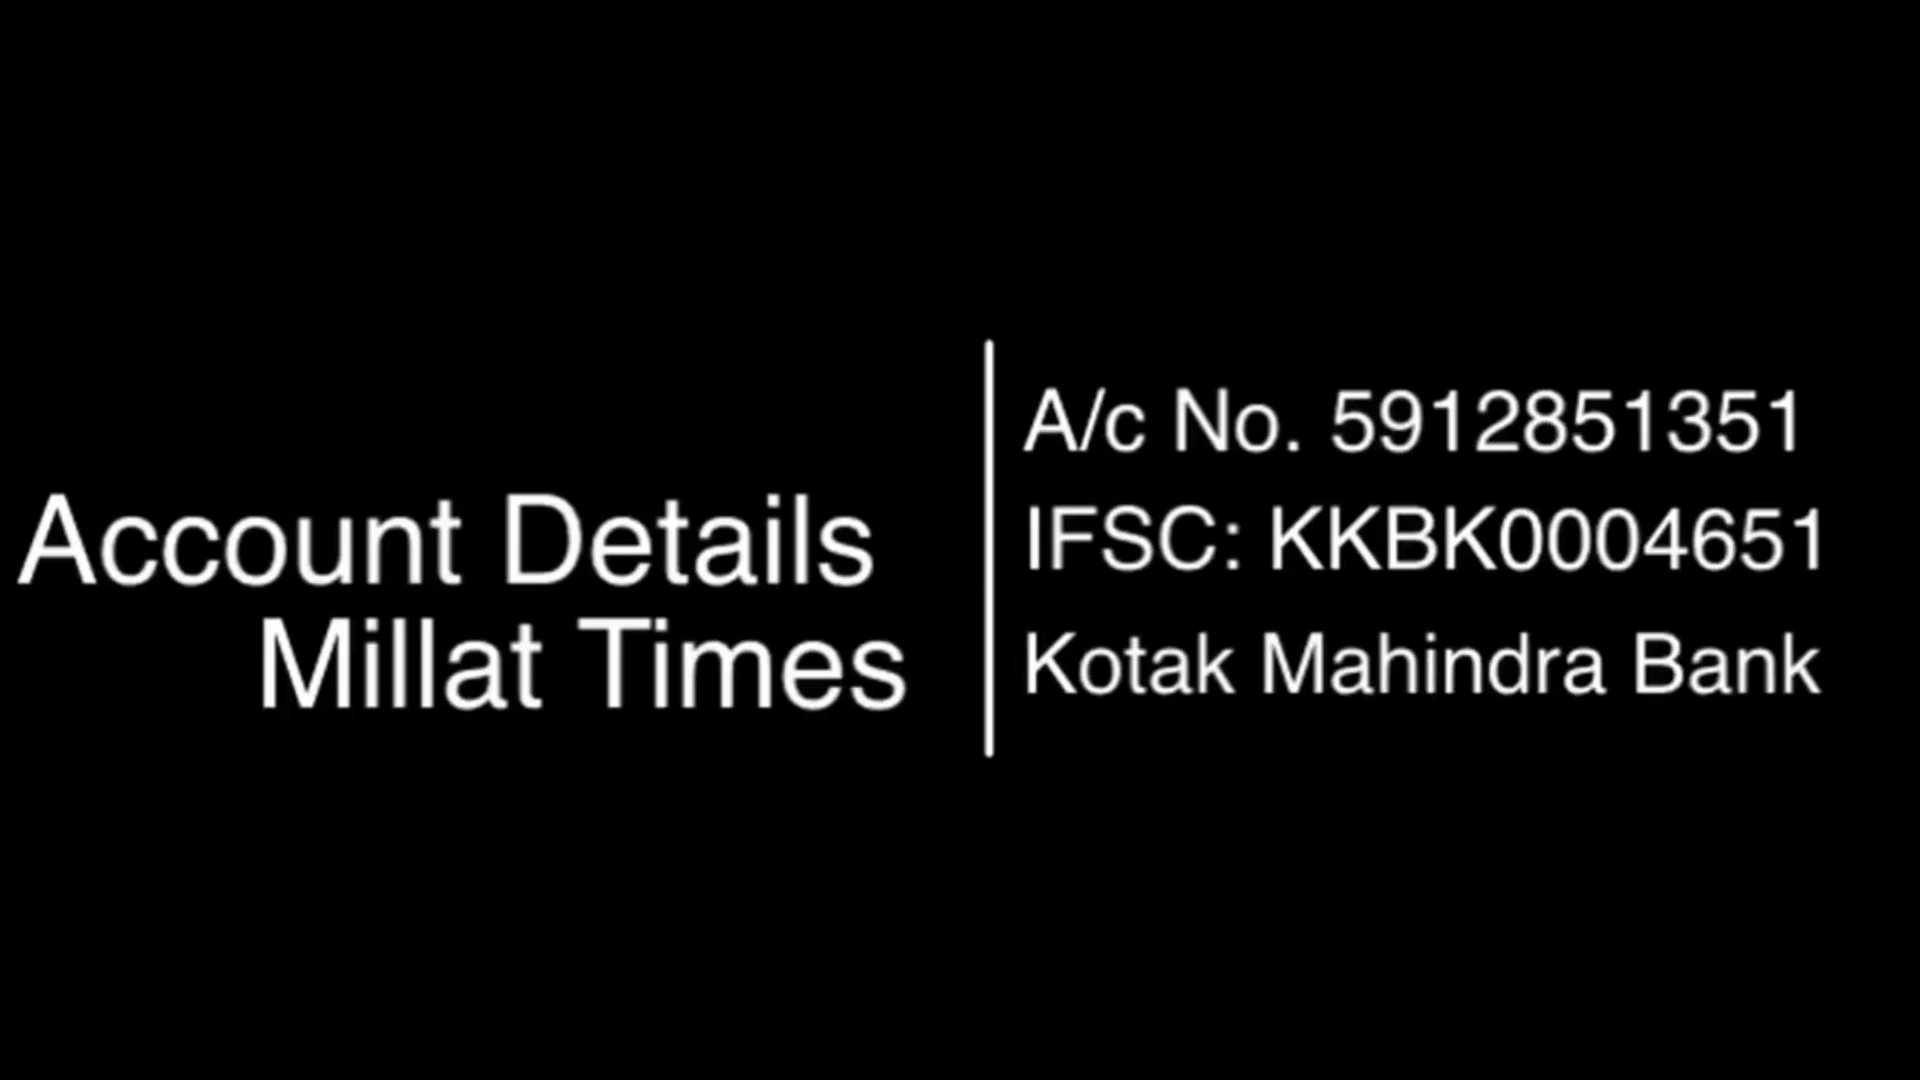 Account Details
Millat Times
A/c No. 5912851351
IFSC: KKBK0004651
Kotak Mahindra Bank